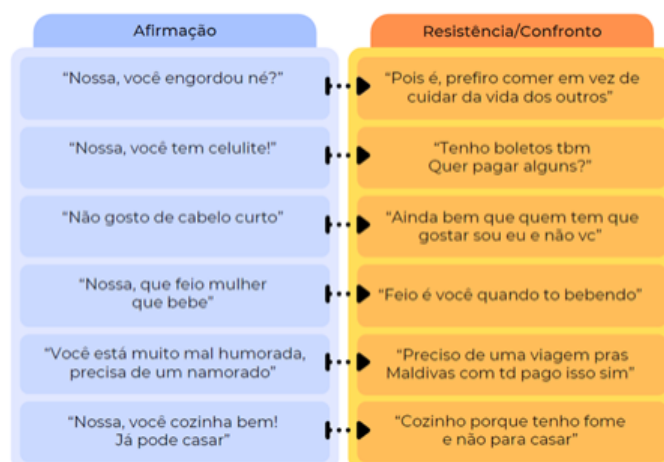 Afirmação
Resistência/Confronto
“Nossa, você engordou né?”
“Pois é, prefiro comer em vez de
cuidar da vida dos outros”
“Nossa, você tem celulite!”
“Tenho boletos tbm
Quer pagar alguns?”
“Não gosto de cabelo curto”
“Ainda bem que quem tem que
gostar sou eu e não vc”
“Nossa, que feio mulher
que bebe”
“Feio é você quando to bebendo”
“Você está muito mal humorada,
precisa de um namorado”
“Preciso de uma viagem pras
Maldivas com td pago isso sim”
“Nossa, você cozinha bem!
Já pode casar”
“Cozinho porque tenho fome
e não para casar”